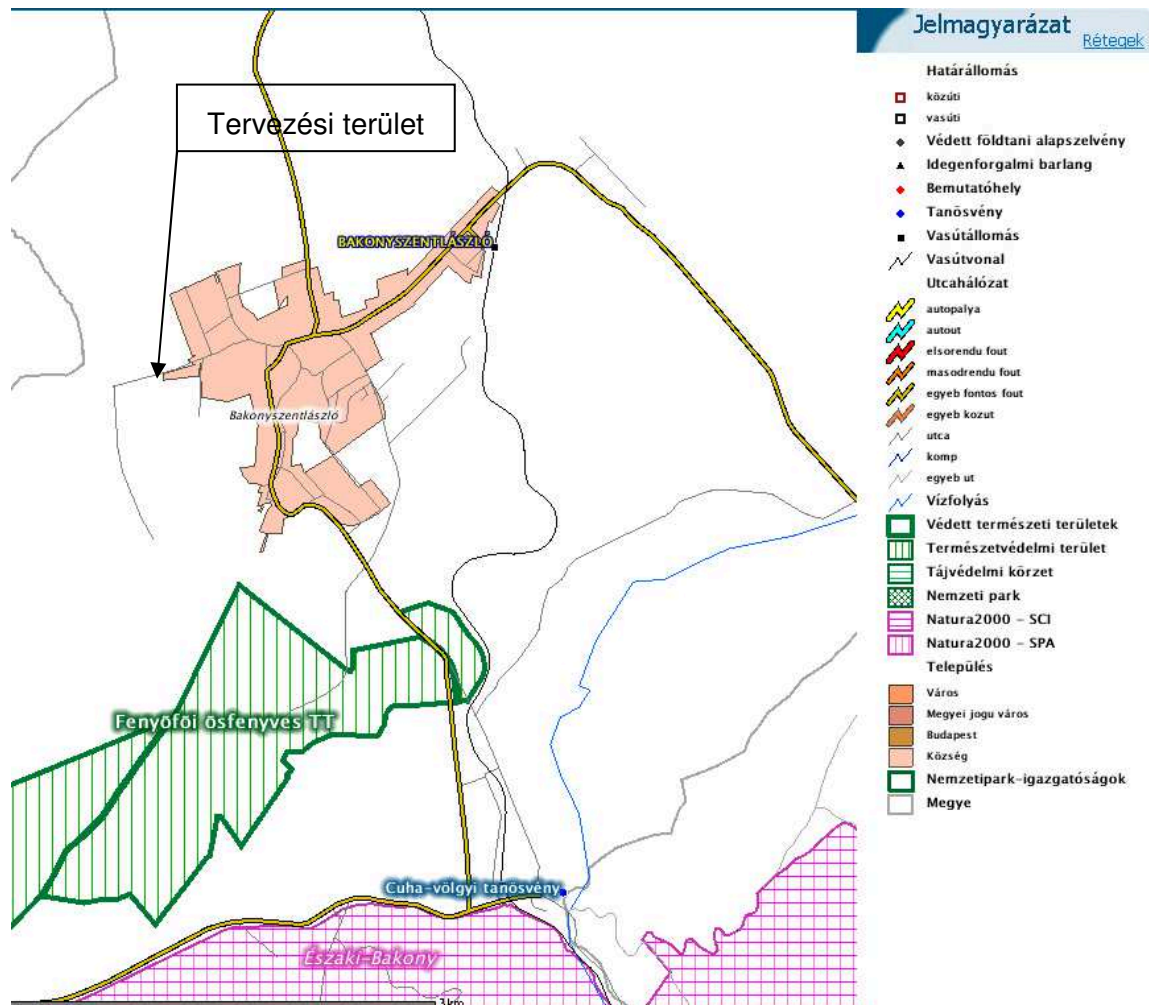 Tervezési terület
BAKONYSZENTLÁSZLÓ
Bakonyszentlászló
Fenyőfői ősfenyves TT
Cuha-völgyi tanösvény
Északi-Bakony
3km
Jelmagyarázat
Rétegek
Határállomás
közúti
vasúti
Védett földtani alapszelvény
Idegenforgalmi barlang
Bemutatóhely
Tanösvény
Vasútállomás
Vasútvonal
Utcahálózat
autopalya
autout
elsorendu fout
masodrendu fout
egyeb fontos fout
egyeb kozut
utca
komp
egyeb ut
Vízfolyás
Védett természeti területek
Természetvédelmi terület
Tájvédelmi körzet
Nemzeti park
Natura2000 - SCI
Natura2000 - SPA
Település
Város
Megyei jogu város
Budapest
Község
Nemzetipark-igazgatóságok
Megye